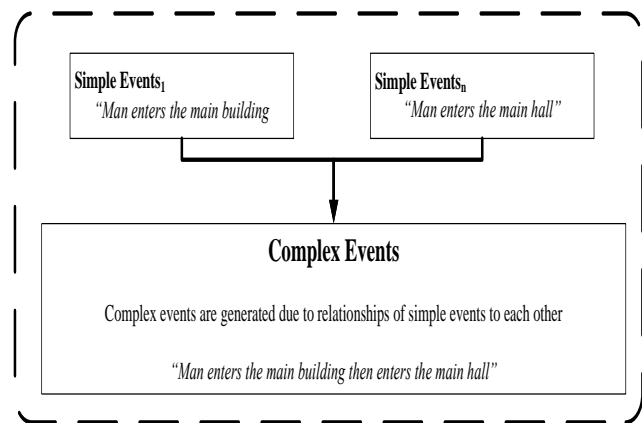 Simple Events1
“Man enters the main building
Simple Eventsn
“Man enters the main hall”
Complex Events
Complex events are generated due to relationships of simple events to each other
“Man enters the main building then enters the main hall”